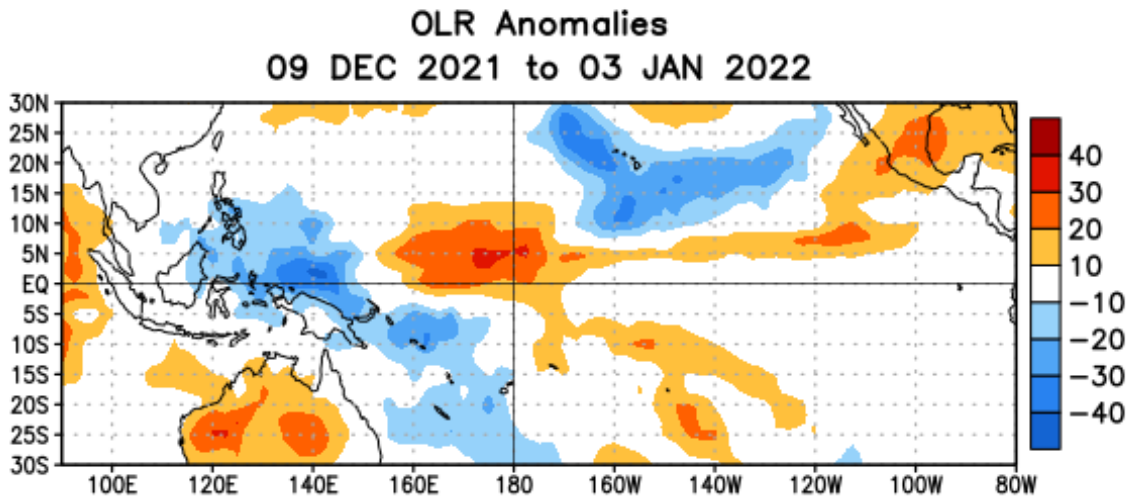 OLR Anomalies
09 DEC 2021 to 03 JAN 2022
30N
25N
20N
15N
10N
5N
EQ
5S
10S
15S
20S
25S
30S
100E 120E 140E 160E 180 160W 140W 120W 100W 80W
40
30
20
10
−10
−20
−30
−40